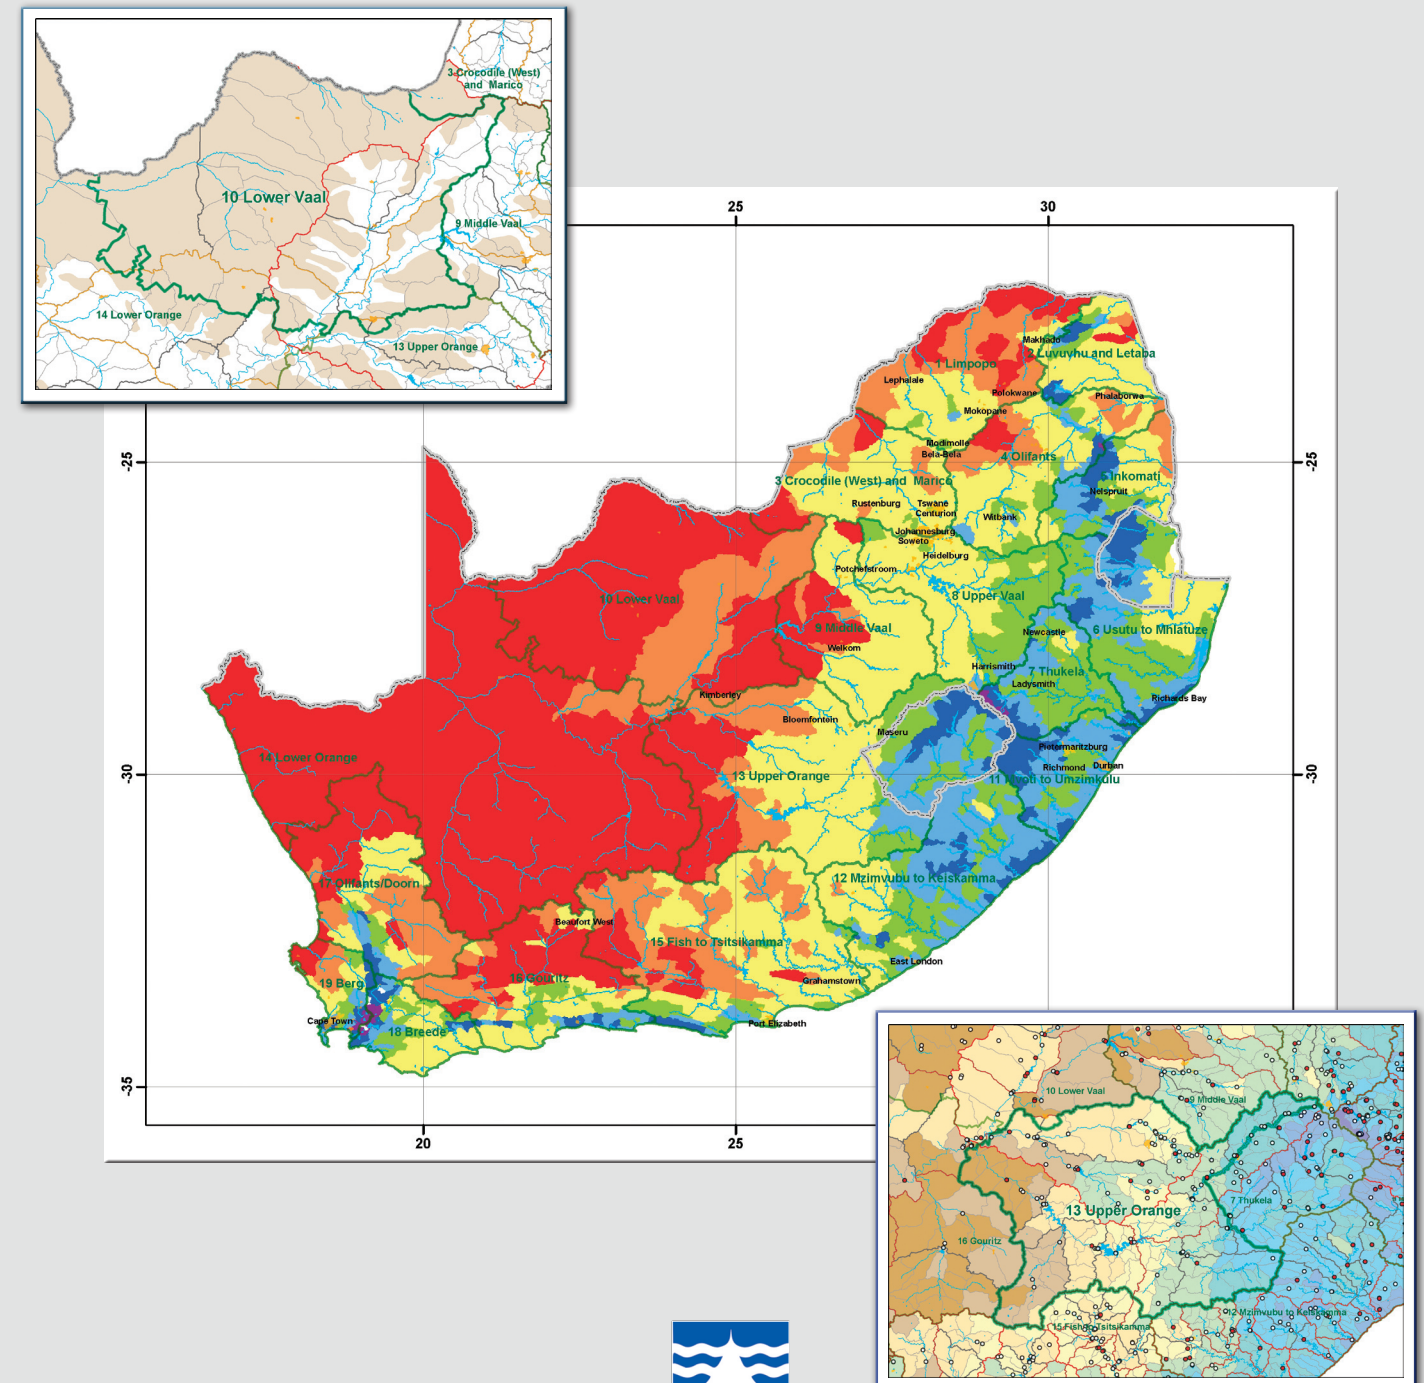 3 Crocodile (West)
and Marico
10 Lower Vaal
9 Middle Vaal
14 Lower Orange
13 Upper Orange
25
30
Makhado
2 Luvuvhu and Letaba
1 Limpopo
Lephalale
Polokwane
Phalaborwa
Mokopane
Modimolle
Bela-Bela
4 Olifants
-25
-25
3 Crocodile (West) and Marico
Inkomati
Nelspruit
Rustenburg
Tswane
Centurion
Witbank
Johannesburg
Soweto
Heidelburg
Potchefstroom
8 Upper Vaal
10 Lower Vaal
9 Middle Vaal
Newcastle
6 Usutu to Mhlatuze
Welkom
Harrismith
7 Thukela
Ladysmith
Kimberley
Richards Bay
Bloemfontein
Maseru
Pietermaritzburg
14 Lower Orange
Richmond
Durban
-30
-30
13 Upper Orange
11 Mvoti to Umzimkulu
12 Mzimvubu to Keiskamma
17 Olifants/Doorn
Beaufort West
15 Fish to Tsitsikamma
East London
16 Gouritz
Grahamstown
19 Berg
Cape Town
18 Breede
Port Elizabeth
-35
20
25
10 Lower Vaal
9 Middle Vaal
7 Thukela
13 Upper Orange
16 Gouritz
12 Mzimvubu to Keiskamma
15 Fish to Tsitsikamma